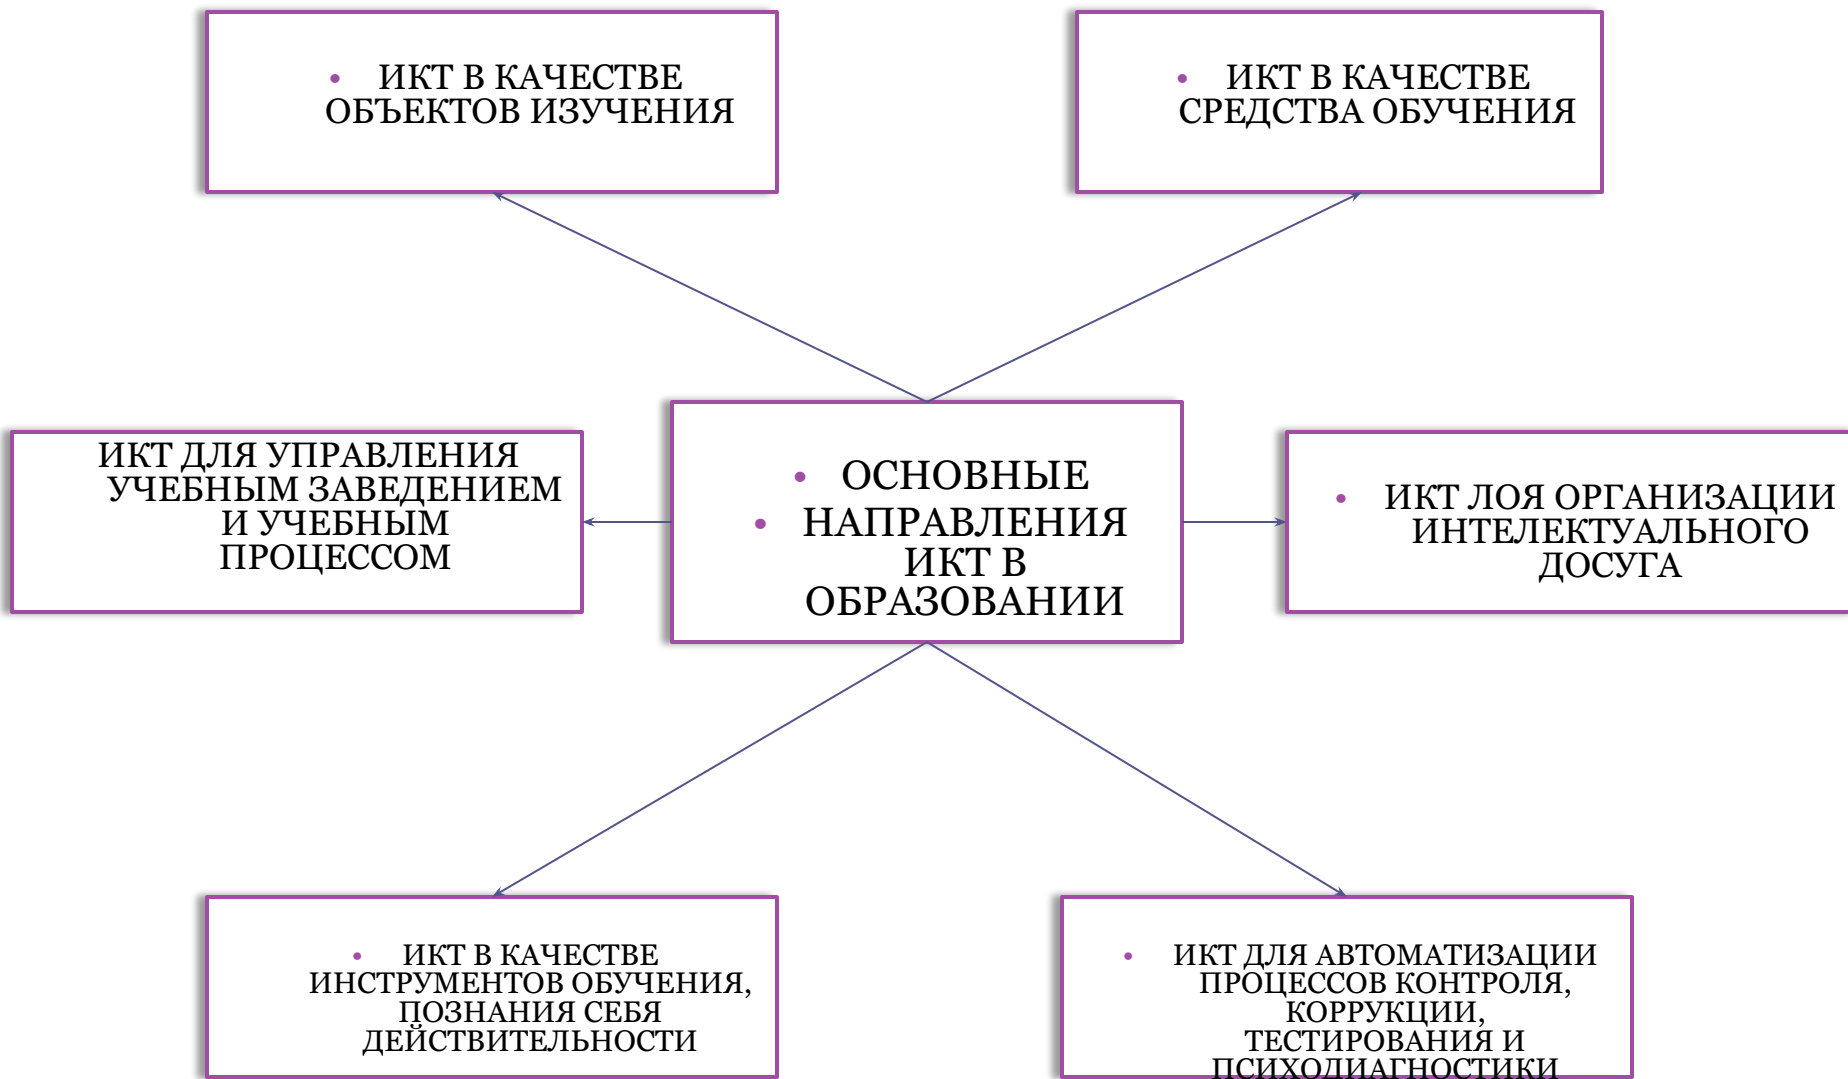 • ИКТ В КАЧЕСТВЕ
ОБЪЕКТОВ ИЗУЧЕНИЯ
• ИКТ В КАЧЕСТВЕ
СРЕДСТВА ОБУЧЕНИЯ
ИКТ ДЛЯ УПРАВЛЕНИЯ
УЧЕБНЫМ ЗАВЕДЕНИЕМ
И УЧЕБНЫМ
ПРОЦЕССОМ
• ОСНОВНЫЕ
• НАПРАВЛЕНИЯ
ИКТ В
ОБРАЗОВАНИИ
• ИКТ ЛОЯ ОРГАНИЗАЦИИ
ИНТЕЛЕКТУАЛЬНОГО
ДОСУГА
• ИКТ В КАЧЕСТВЕ
ИНСТРУМЕНТОВ ОБУЧЕНИЯ,
ПОЗНАНИЯ СЕБЯ
ДЕЙСТВИТЕЛЬНОСТИ
• ИКТ ДЛЯ АВТОМАТИЗАЦИИ
ПРОЦЕССОВ КОНТРОЛЯ,
КОРРУКЦИИ,
ТЕСТИРОВАНИЯ И
ПСИХОДИАГНОСТИКИ